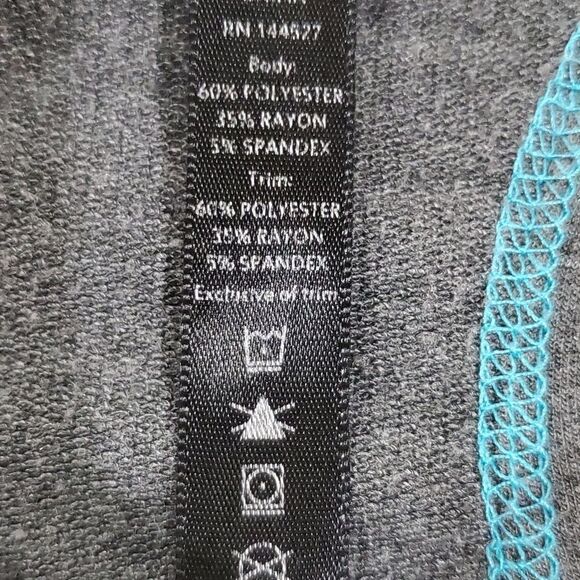 RN 144527
Body:
60% POLYESTER
35% RAYON
5% SPANDEX
Trim:
60% POLYESTER
RAYON
5% SPANDEX
Exclusive of trim